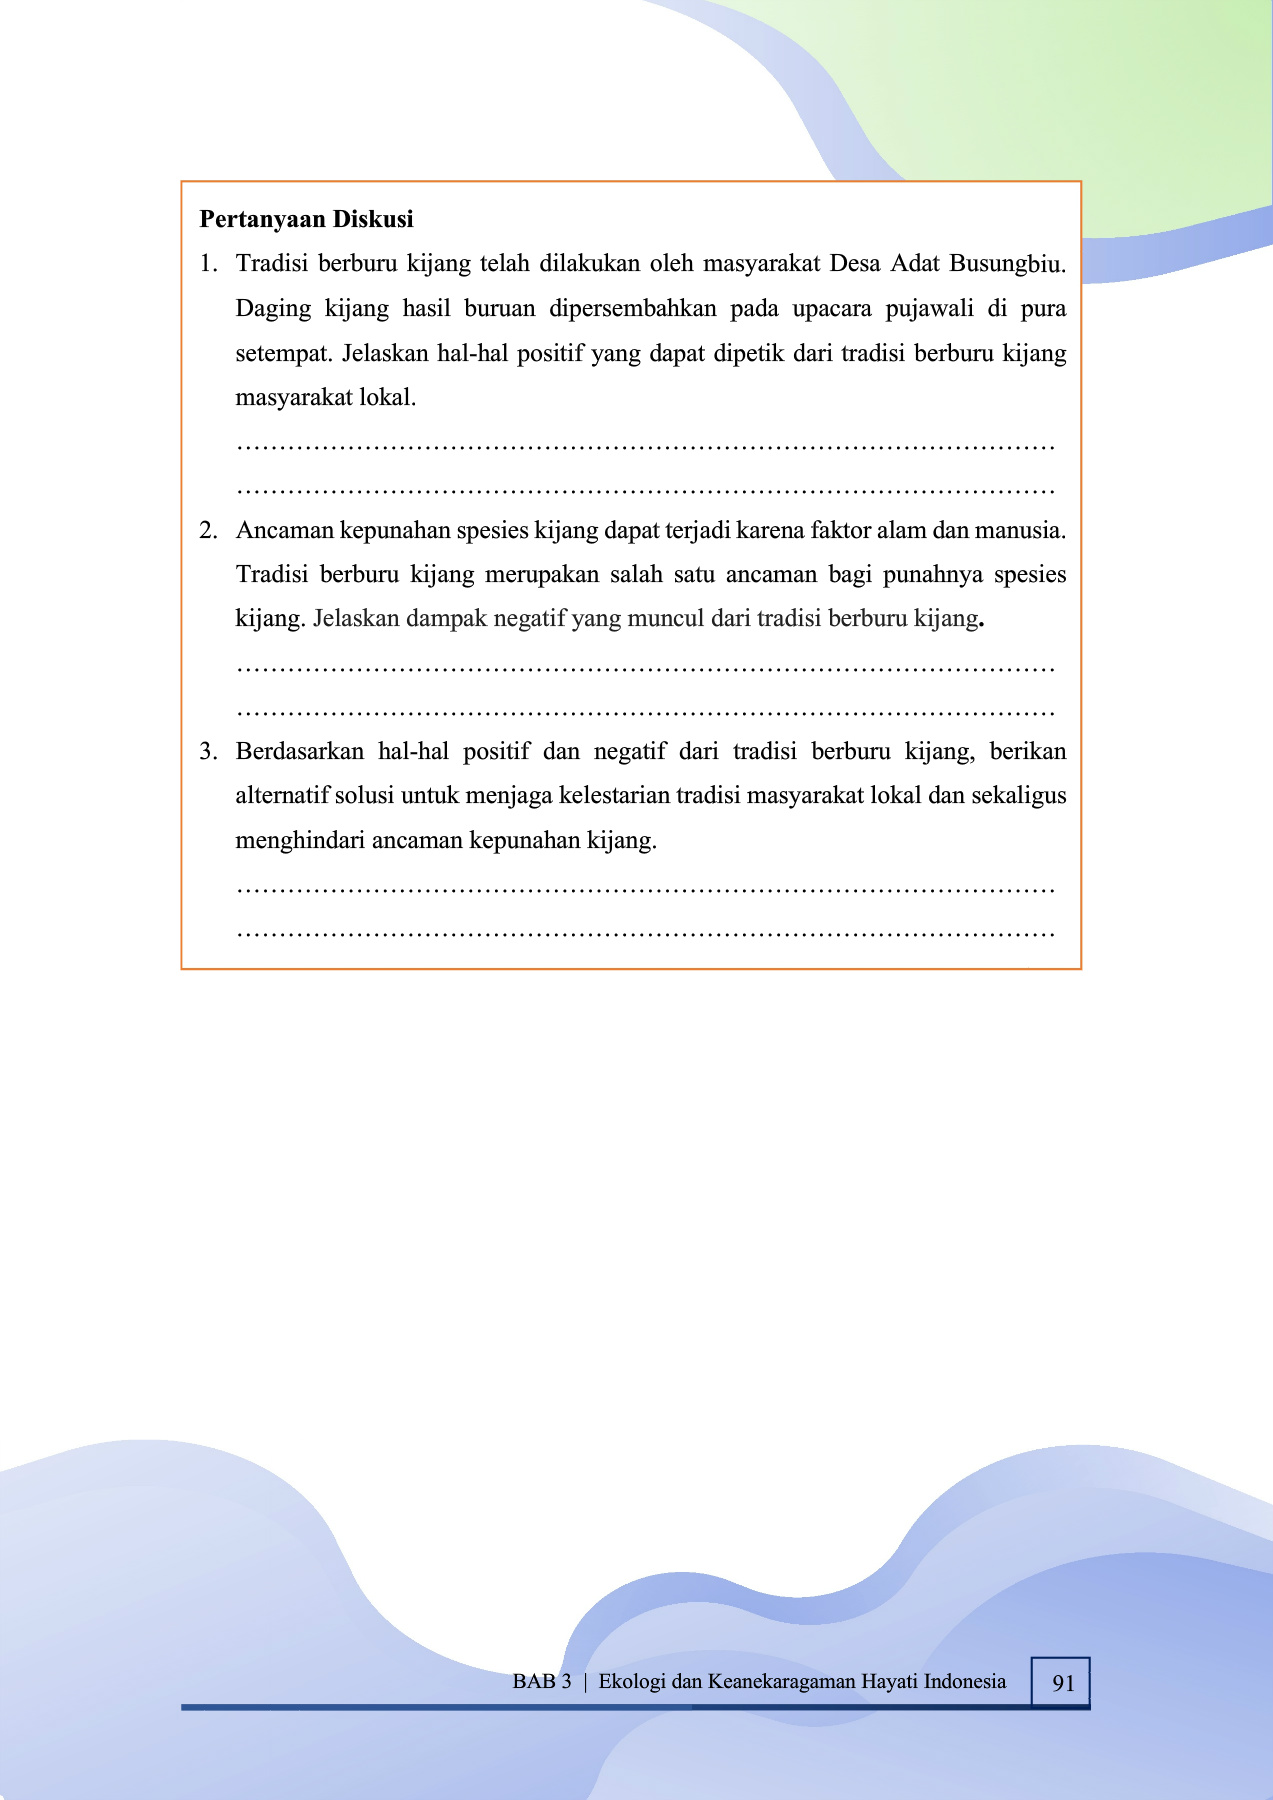 Pertanyaan Diskusi
1. Tradisi berburu kijang telah dilakukan oleh masyarakat Desa Adat Busungbiu.
Daging kijang hasil buruan dipersembahkan pada upacara pujawali di pura
setempat. Jelaskan hal-hal positif yang dapat dipetik dari tradisi berburu kijang
masyarakat lokal.
................................................................................................
................................................................................................
2. Ancaman kepunahan spesies kijang dapat terjadi karena faktor alam dan manusia.
Tradisi berburu kijang merupakan salah satu ancaman bagi punahnya spesies
kijang. Jelaskan dampak negatif yang muncul dari tradisi berburu kijang.
................................................................................................
................................................................................................
3. Berdasarkan hal-hal positif dan negatif dari tradisi berburu kijang, berikan
alternatif solusi untuk menjaga kelestarian tradisi masyarakat lokal dan sekaligus
menghindari ancaman kepunahan kijang.
................................................................................................
................................................................................................
BAB 3 | Ekologi dan Keanekaragaman Hayati Indonesia 91